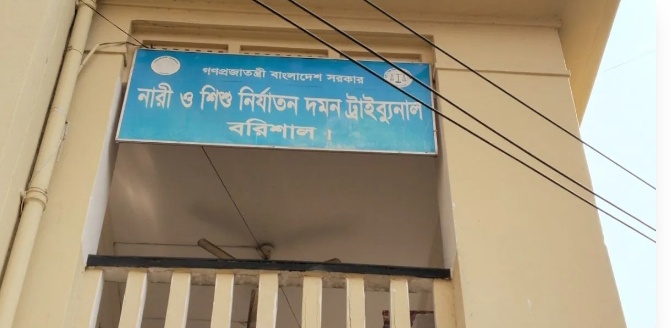 গণপ্রজাতন্ত্রী বাংলাদেশ সরকার
নারী ও শিশু নির্যাতন দমন ট্রাইব্যুনাল
বরিশাল।